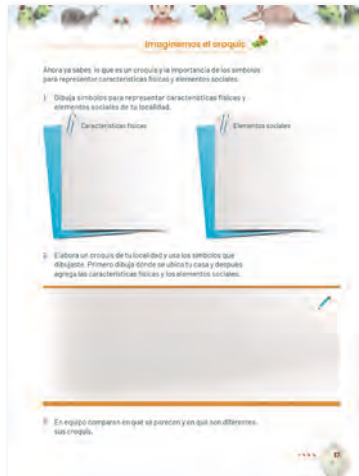 Imaginemos el croquis
Ahora ya sabes lo que es un croquis y la importancia de los símbolos
para representar características físicas y elementos sociales.
1 Dibuja símbolos para representar características físicas y
elementos sociales de tu localidad.
Características físicas
Elementos sociales
2 Elabora un croquis de tu localidad y usa los símbolos que
dibujaste. Primero dibuja dónde se ubica tu casa y después
agrega las características físicas y los elementos sociales.
3 En equipo comparen en qué se parecen y en qué son diferentes
sus croquis.